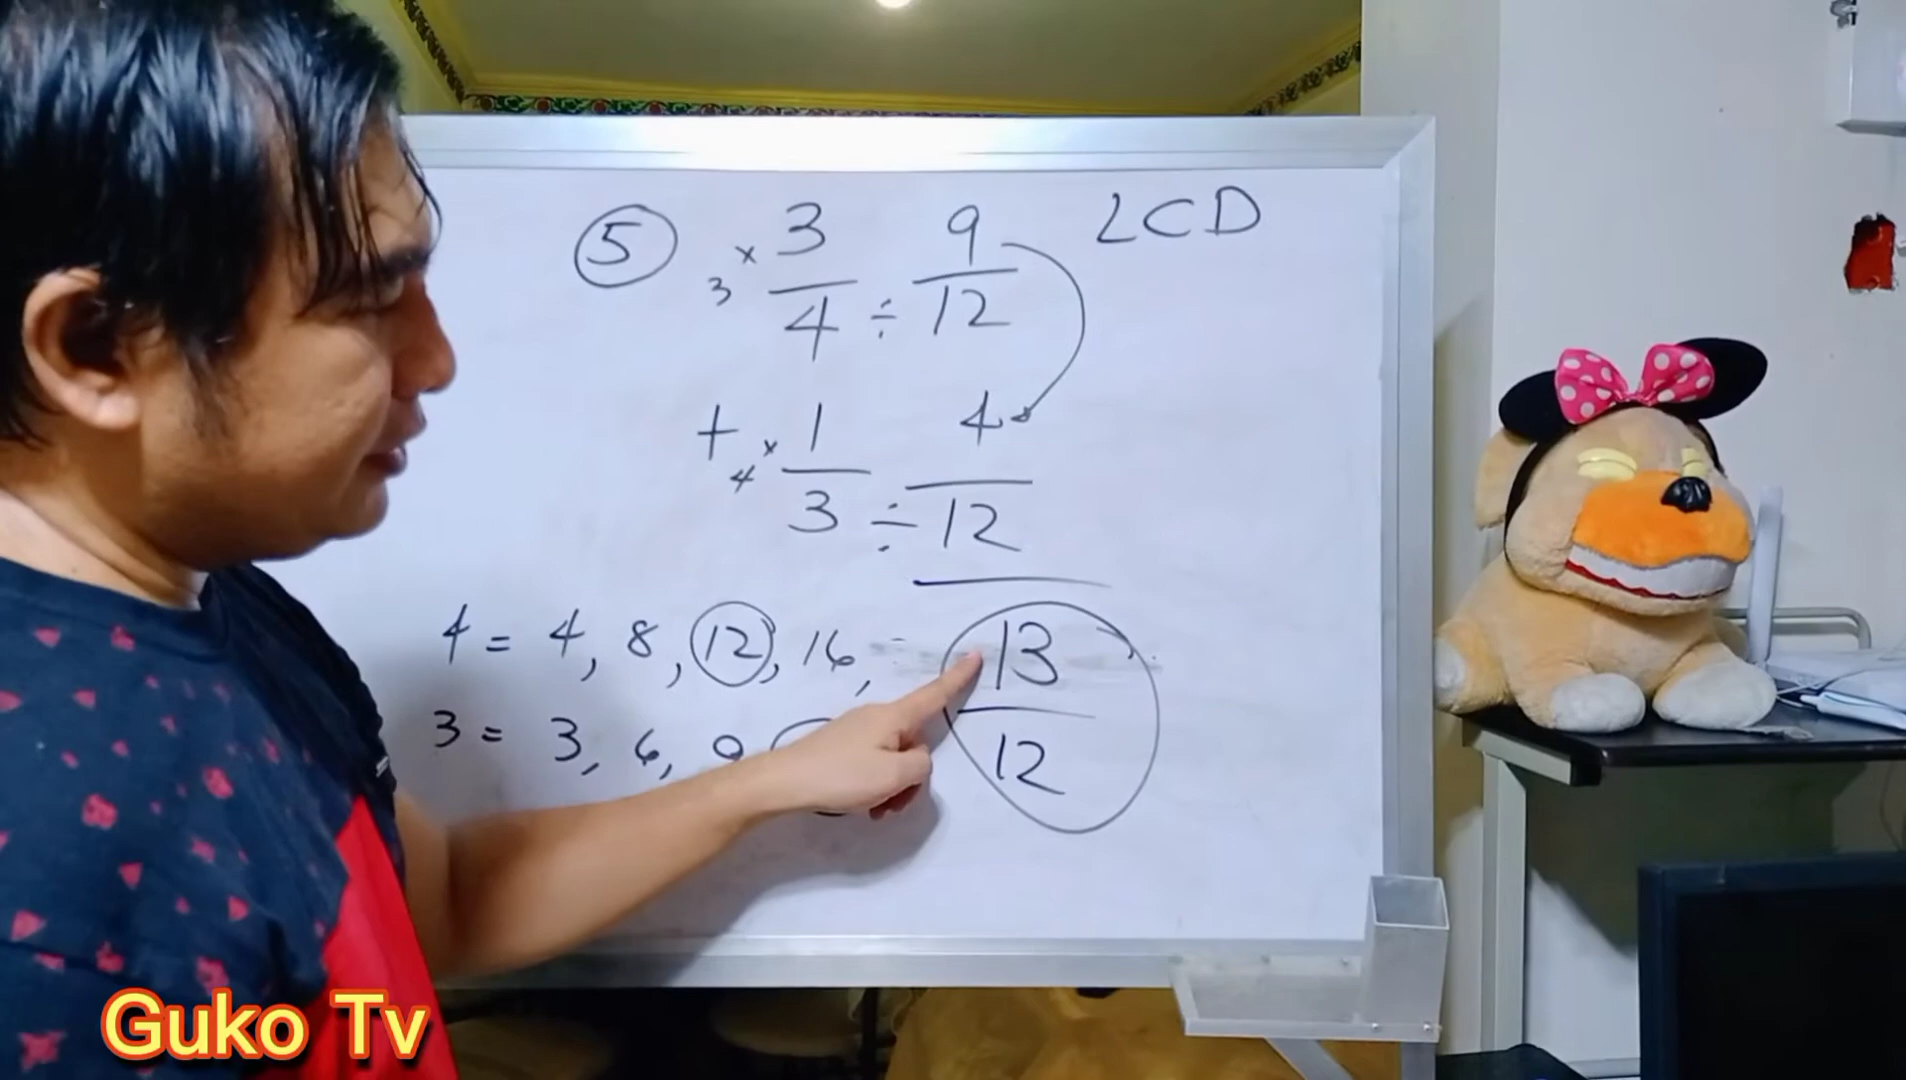 5 3 × 3/4 ÷ 9/12 LCD
+ 4 × 1/3 ÷ 4/12
4 = 4, 8, 12, 16,
3 = 3, 6, 9
13/12
Guko Tv